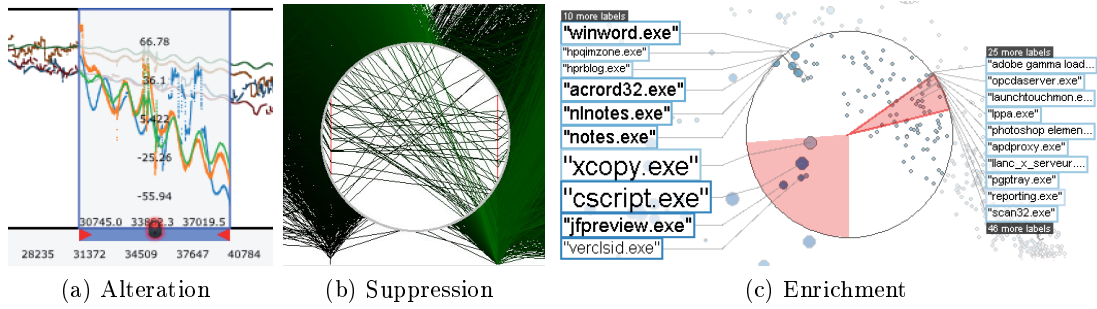 66.78
36.1
5.422
-25.26
-55.94
30745.0
37019.5
28235 31372 34509 37647 40784
(a) Alteration
(b) Suppression
10 more labels
"winword.exe"
"hpqimzone.exe"
"hprblog.exe"
"acrord32.exe"
"nlnotes.exe"
"notes.exe"
"xcopy.exe"
"cscript.exe"
"jfpreview.exe"
"verclsid.exe"
25 more labels
"adobe gamma load...
"opcdaserver.exe"
"launchtouchmon.e...
"lppa.exe"
"photoshop elemen...
"apdproxy.exe"
"llanc_x_serveur....
"pgptray.exe"
"reporting.exe"
"scan32.exe"
46 more labels
(c) Enrichment